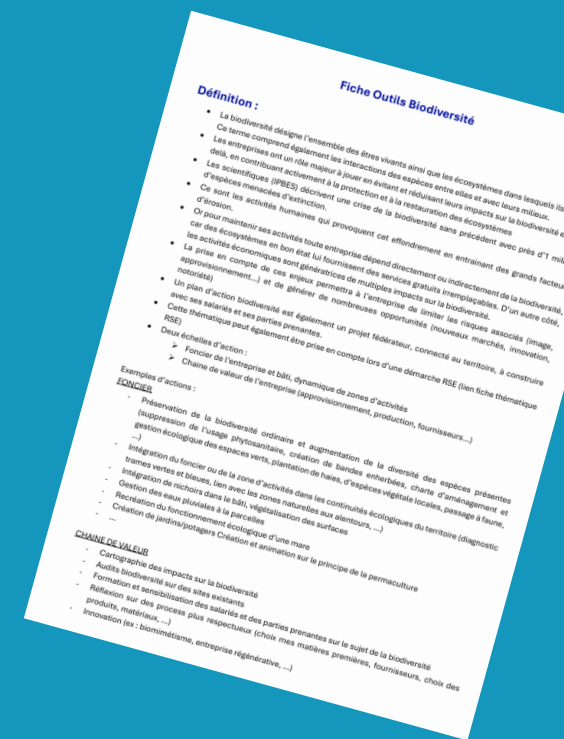 Fiche Outils Biodiversité
Définition :
• La biodiversité désigne l'ensemble des êtres vivants ainsi que les écosystèmes dans lesquels ils
Ce terme comprend également les interactions des espèces entre elles et avec leurs milieux.
• Les entreprises ont un rôle majeur à jouer en évitant et réduisant leurs impacts sur la biodiversité e
delà, en contribuant activement à la protection et à la restauration des écosystèmes
• Les scientifiques (IPBES) décrivent une crise de la biodiversité sans précédent avec près d'1 mil
d'espèces menacées d'extinction.
• Ce sont les activités humaines qui provoquent cet effondrement en entrainant des grands facteu
d'érosion.
• Or pour maintenir ses activités toute entreprise dépend directement ou indirectement de la biodiversité,
car des écosystèmes en bon état lui fournissent des services gratuits irremplaçables. D'un autre côté,
les activités économiques sont génératrices de multiples impacts sur la biodiversité.
• La prise en compte de ces enjeux permettra à l'entreprise de limiter les risques associés (image,
approvisionnement...) et de générer de nombreuses opportunités (nouveaux marchés, innovation,
notoriété)
• Un plan d'action biodiversité est également un projet fédérateur, connecté au territoire, à construire
avec ses salariés et ses parties prenantes.
• Cette thématique peut également être prise en compte lors d'une démarche RSE (lien fiche thématique
RSE)
• Deux échelles d'action :
➢ Foncier de l'entreprise et bâti, dynamique de zones d'activités
➢ Chaine de valeur de l'entreprise (approvisionnement, production, fournisseurs...)
Exemples d'actions :
FONCIER
- Préservation de la biodiversité ordinaire et augmentation de la diversité des espèces présentes
(suppression de l'usage phytosanitaire, création de bandes enherbées, charte d'aménagement et
gestion écologique des espaces verts, plantation de haies, d'espèces végétale locales, passage à faune,
...)
- Intégration du foncier ou de la zone d'activités dans les continuités écologiques du territoire (diagnostic
trames vertes et bleues, lien avec les zones naturelles aux alentours, ...)
- Intégration de nichoirs dans le bâti, végétalisation des surfaces
- Gestion des eaux pluviales à la parcelles
- Recréation du fonctionnement écologique d'une mare
- Création de jardins/potagers Création et animation sur le principe de la permaculture
- ...
CHAINE DE VALEUR
- Cartographie des impacts sur la biodiversité
- Audits biodiversité sur des sites existants
- Formation et sensibilisation des salariés et des parties prenantes sur le sujet de la biodiversité
- Réflexion sur des process plus respectueux (choix mes matières premières, fournisseurs, choix des
produits, matériaux, ...)
- Innovation (ex : biomimétisme, entreprise régénérative, ...)